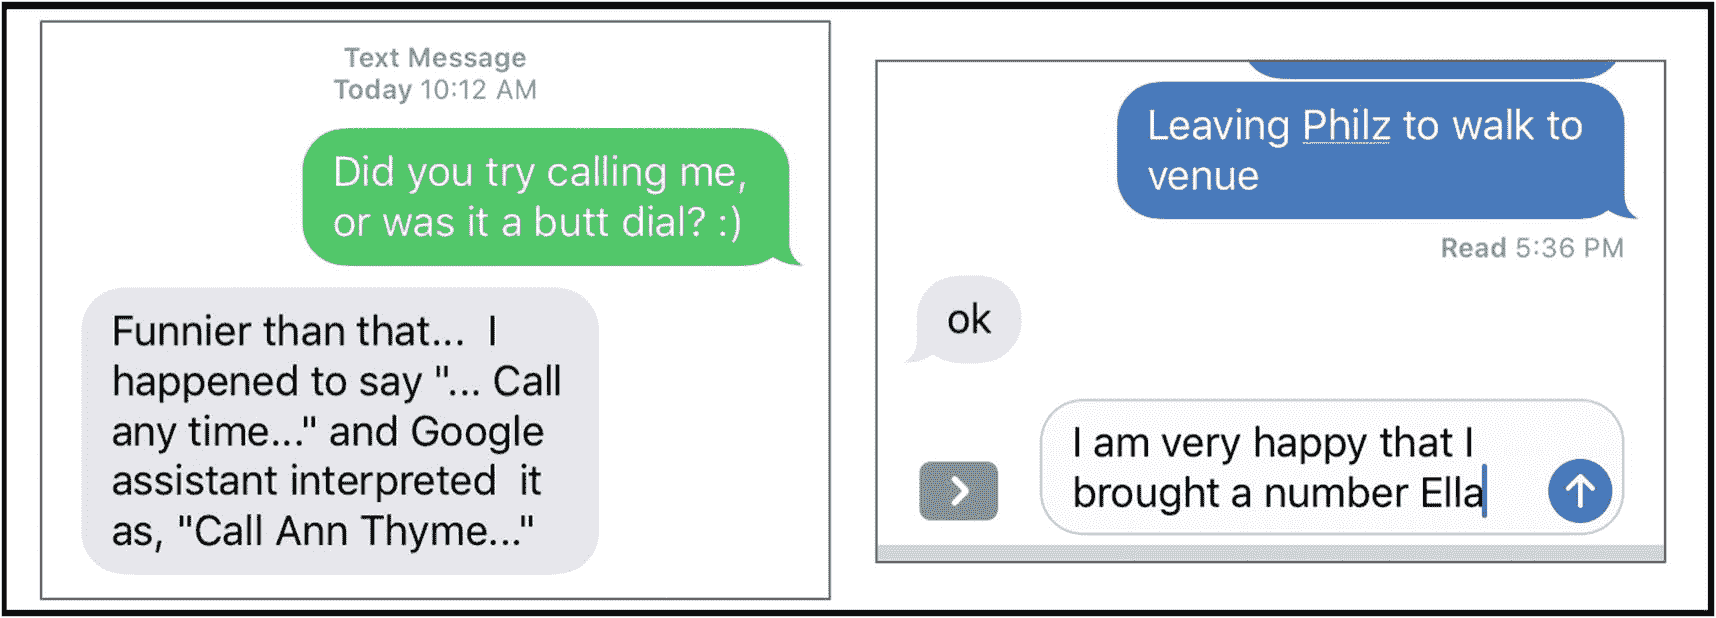 Text Message
Today 10:12 AM
Did you try calling me,
or was it a butt dial? :)
Funnier than that...  I
happened to say "... Call
any time..." and Google
assistant interpreted  it
as, "Call Ann Thyme..."
Leaving Philz to walk to
venue
Read 5:36 PM
ok
I am very happy that I
brought a number Ella